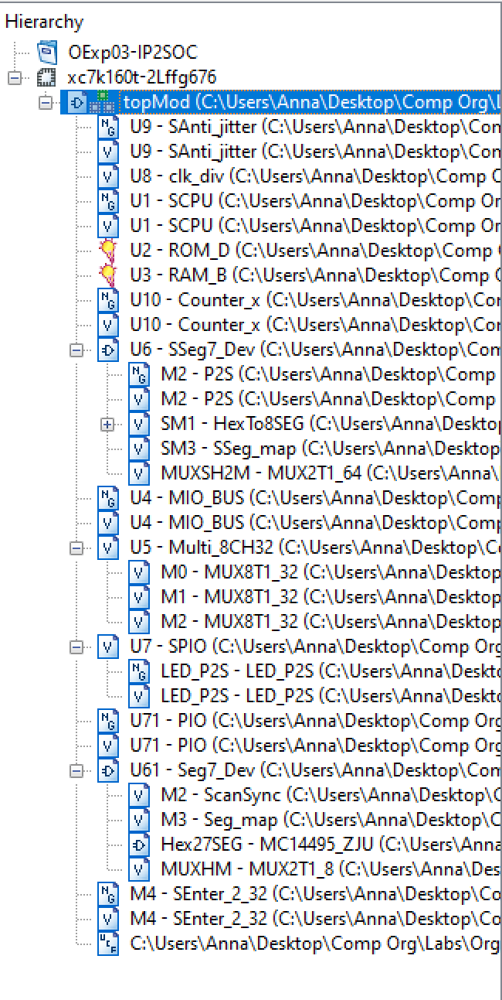 Hierarchy
OExp03-IP2SOC
xc7k160t-2Lffg676
topMod (C:\Users\Anna\Desktop\Comp Org\L
U9 - SAnti_jitter (C:\Users\Anna\Desktop\Com
U9 - SAnti_jitter (C:\Users\Anna\Desktop\Com
U8 - clk_div (C:\Users\Anna\Desktop\Comp O
U1 - SCPU (C:\Users\Anna\Desktop\Comp Or
U1 - SCPU (C:\Users\Anna\Desktop\Comp Or
U2 - ROM_D (C:\Users\Anna\Desktop\Comp
U3 - RAM_B (C:\Users\Anna\Desktop\Comp O
U10 - Counter_x (C:\Users\Anna\Desktop\Cor
U10 - Counter_x (C:\Users\Anna\Desktop\Cor
U6 - SSeg7_Dev (C:\Users\Anna\Desktop\Com
M2 - P2S (C:\Users\Anna\Desktop\Comp
M2 - P2S (C:\Users\Anna\Desktop\Comp
SM1 - HexTo8SEG (C:\Users\Anna\Desktop
SM3 - SSeg_map (C:\Users\Anna\Desktop
MUXSH2M - MUX2T1_64 (C:\Users\Anna\
U4 - MIO_BUS (C:\Users\Anna\Desktop\Comp
U4 - MIO_BUS (C:\Users\Anna\Desktop\Comp
U5 - Multi_8CH32 (C:\Users\Anna\Desktop\Co
M0 - MUX8T1_32 (C:\Users\Anna\Desktop
M1 - MUX8T1_32 (C:\Users\Anna\Desktop
M2 - MUX8T1_32 (C:\Users\Anna\Desktop
U7 - SPIO (C:\Users\Anna\Desktop\Comp Org
LED_P2S - LED_P2S (C:\Users\Anna\Deskto
LED_P2S - LED_P2S (C:\Users\Anna\Deskto
U71 - PIO (C:\Users\Anna\Desktop\Comp Org
U71 - PIO (C:\Users\Anna\Desktop\Comp Org
U61 - Seg7_Dev (C:\Users\Anna\Desktop\Com
M2 - ScanSync (C:\Users\Anna\Desktop\C
M3 - Seg_map (C:\Users\Anna\Desktop\C
Hex27SEG - MC14495_ZJU (C:\Users\Anna
MUXHM - MUX2T1_8 (C:\Users\Anna\Des
M4 - SEnter_2_32 (C:\Users\Anna\Desktop\Co
M4 - SEnter_2_32 (C:\Users\Anna\Desktop\Co
C:\Users\Anna\Desktop\Comp Org\Labs\Org